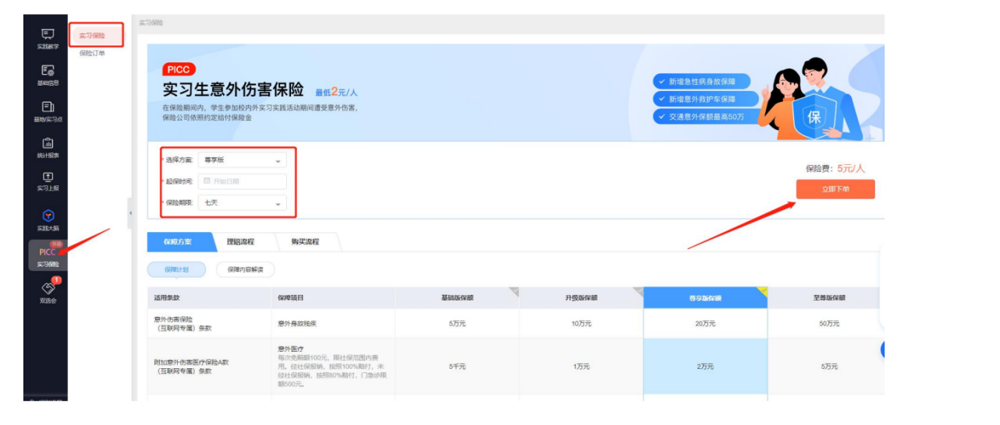 实习保险
实践教学
基础信息
基地/实习点
统计报表
实习上报
实践大脑
升级
PICC
实习保险
1
双选会
实习保险
保险订单
PICC
实习生意外伤害保险 最低2元/人
在保险期间内，学生参加校内外实习实践活动期间遭受意外伤害，
保险公司依照约定给付保险金
新增急性病身故保障
新增意外救护车保障
交通意外保额最高50万
保
* 选择方案: 尊享版
* 起保时间: 开始日期
* 保险期限: 七天
保险费：5元/人
立即下单
保障方案 理赔流程 购买流程
保障计划 保障内容解读
适用条款 保障项目 基础版保额 升级版保额 尊享版保额 至尊版保额
意外伤害保险
（互联网专属）条款
意外身故残疾 5万元 10万元 20万元 50万元
附加意外伤害医疗保险A款
（互联网专属）条款
意外医疗
每次免赔额100元，限社保范围内费
用。经社保报销，按照100%赔付，未
经社保报销，按照80%赔付，门急诊限
额500元。
5千元 1万元 2万元 5万元